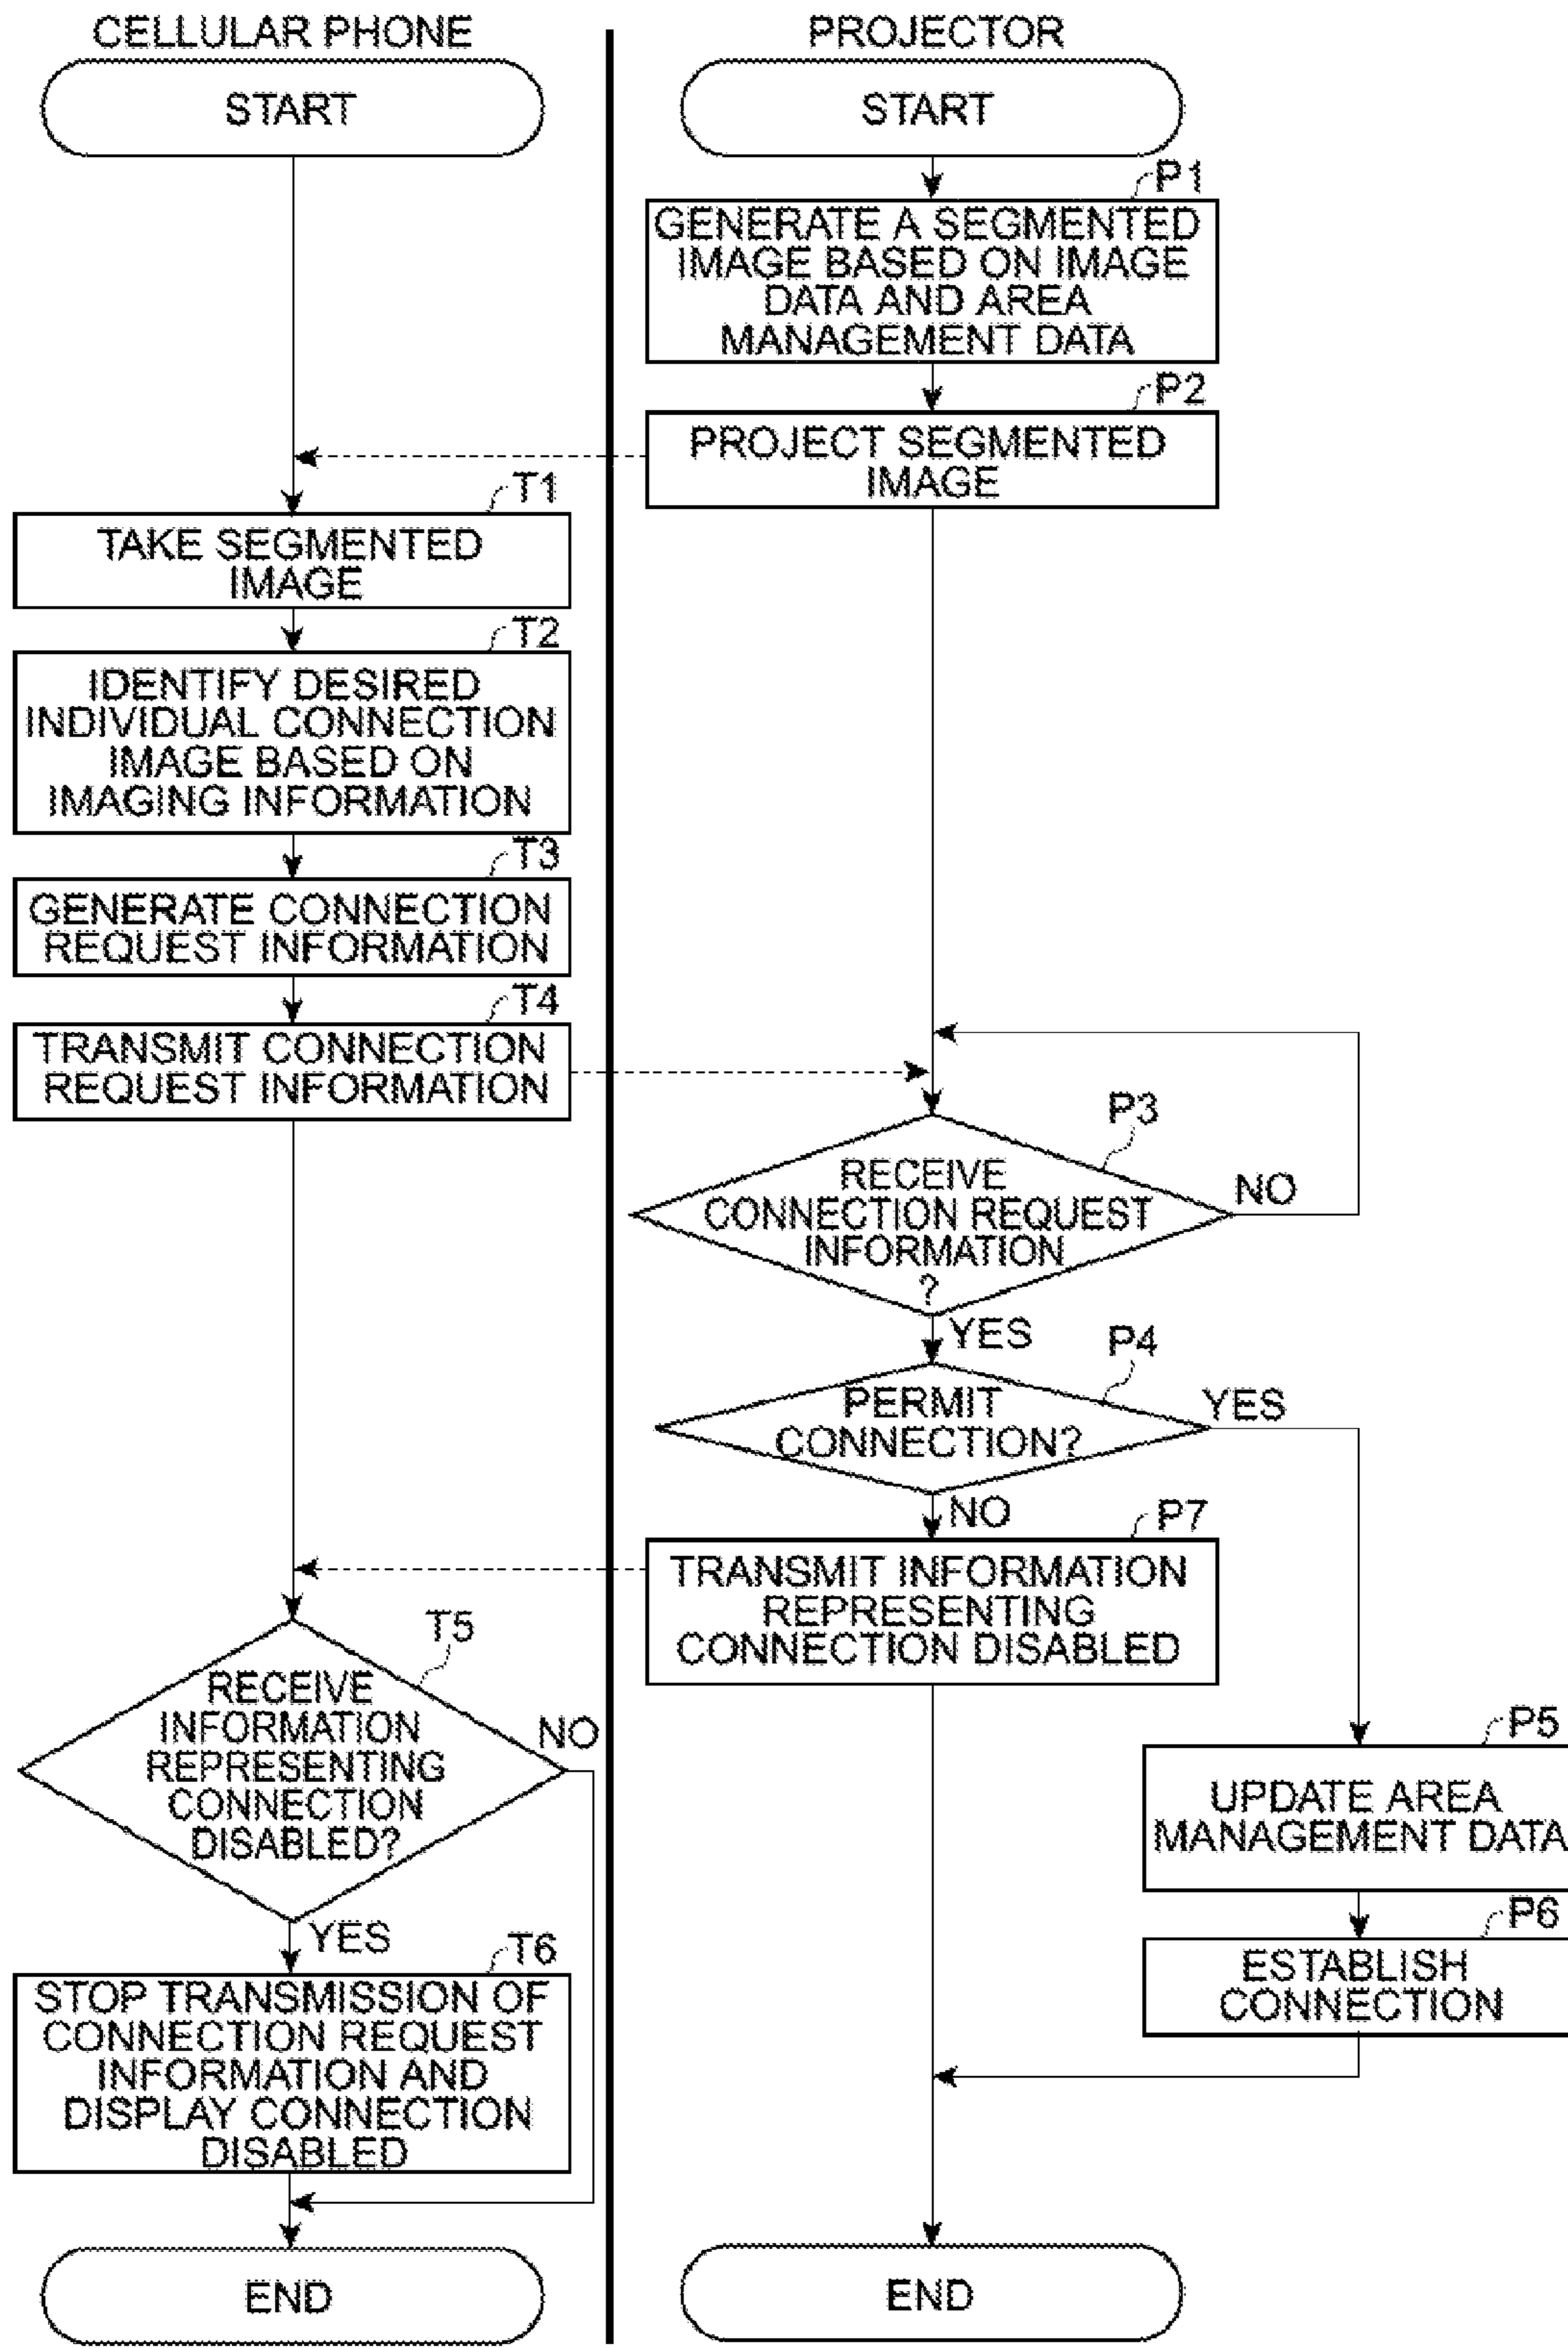 CELLULAR PHONE
START
T1
TAKE SEGMENTED
IMAGE
T2
IDENTIFY DESIRED
INDIVIDUAL CONNECTION
IMAGE BASED ON
IMAGING INFORMATION
T3
GENERATE CONNECTION
REQUEST INFORMATION
T4
TRANSMIT CONNECTION
REQUEST INFORMATION
T5
RECEIVE
INFORMATION
REPRESENTING
CONNECTION
DISABLED?
NO
YES
T6
STOP TRANSMISSION OF
CONNECTION REQUEST
INFORMATION AND
DISPLAY CONNECTION
DISABLED
END
PROJECTOR
START
P1
GENERATE A SEGMENTED
IMAGE BASED ON IMAGE
DATA AND AREA
MANAGEMENT DATA
P2
PROJECT SEGMENTED
IMAGE
P3
RECEIVE
CONNECTION REQUEST
INFORMATION
?
NO
YES
P4
PERMIT
CONNECTION?
YES
NO
P7
TRANSMIT INFORMATION
REPRESENTING
CONNECTION DISABLED
P5
UPDATE AREA
MANAGEMENT DATA
P6
ESTABLISH
CONNECTION
END